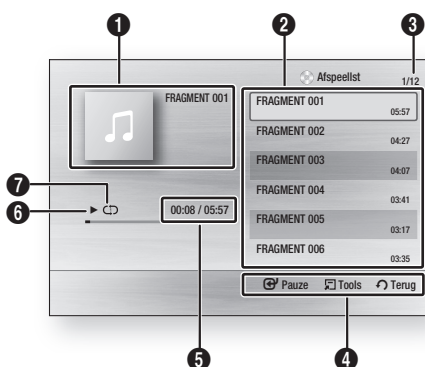 1 2 3
Afspeellst 1/12
FRAGMENT 001
FRAGMENT 001
05:57
FRAGMENT 002
04:27
FRAGMENT 003
04:07
FRAGMENT 004
03:41
FRAGMENT 005
03:17
FRAGMENT 006
03:35
7
6
00:08 / 05:57
Pauze Tools Terug
5 4